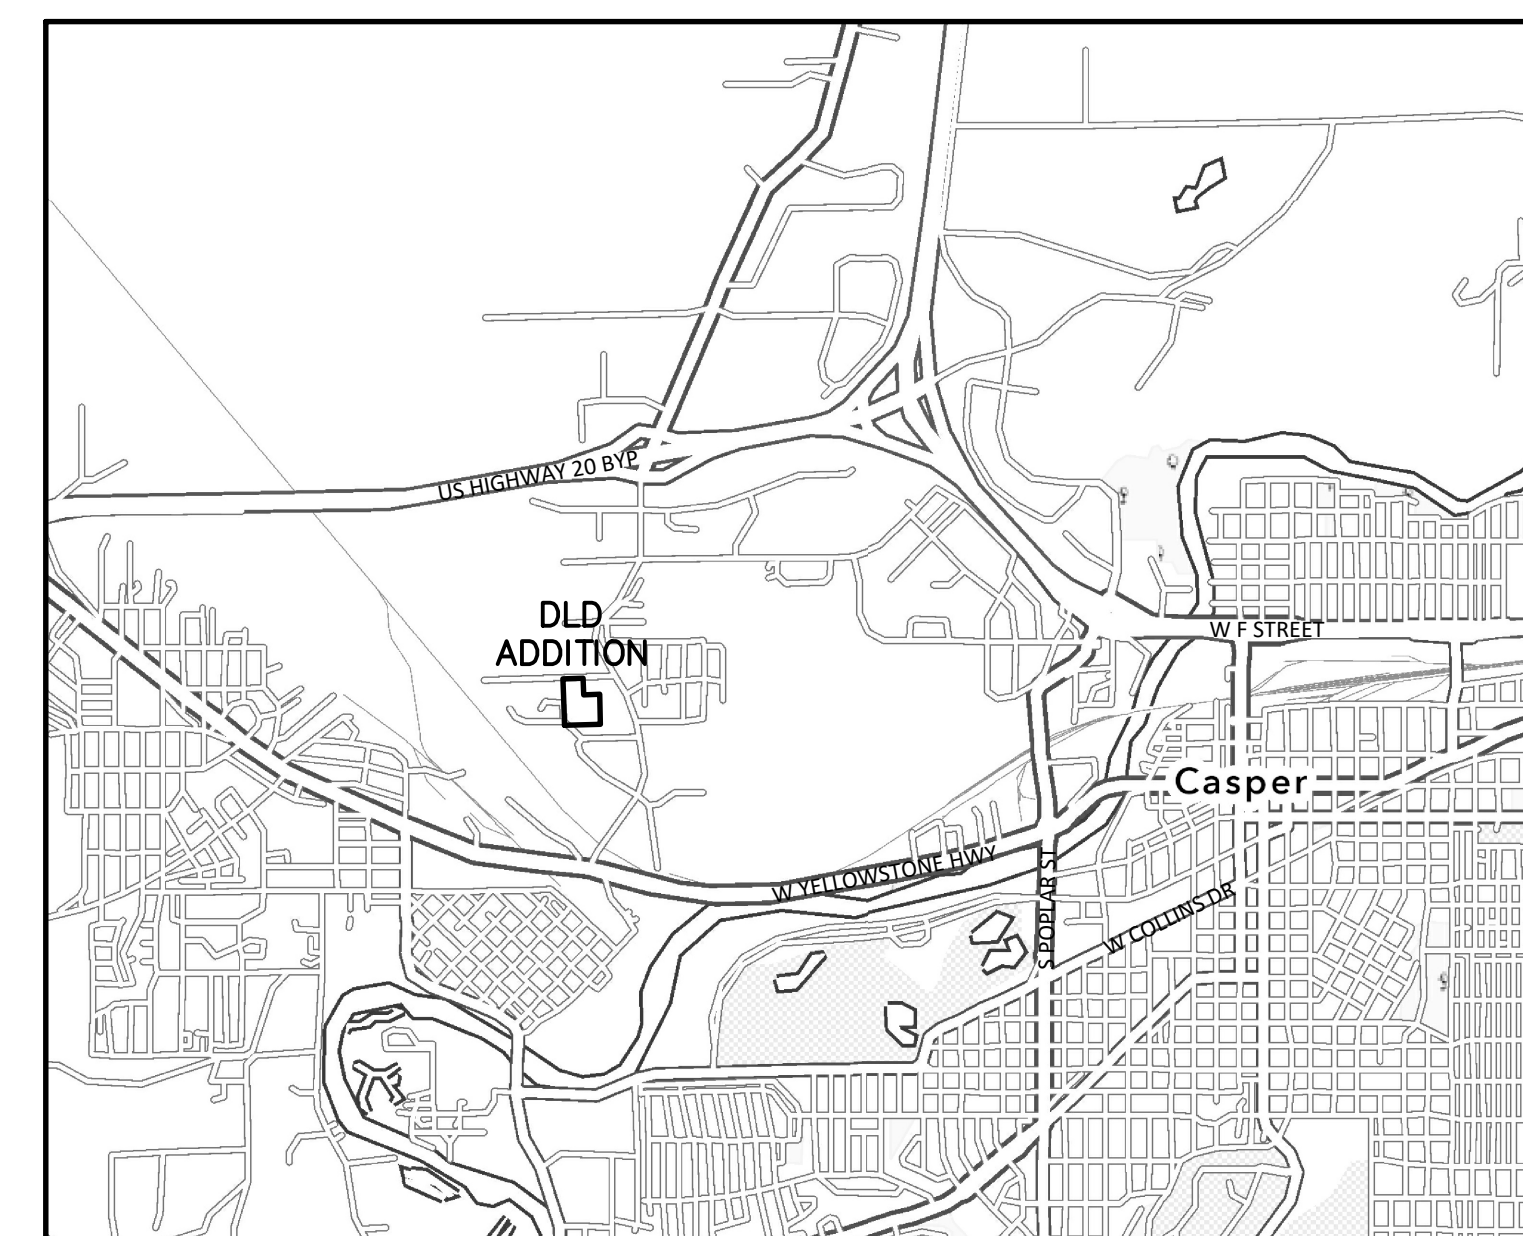 US HIGHWAY 20 BYP
DLD
ADDITION
W F STREET
Casper
W YELLOWSTONE HWY
S POPLAR ST
W COLLINS DR